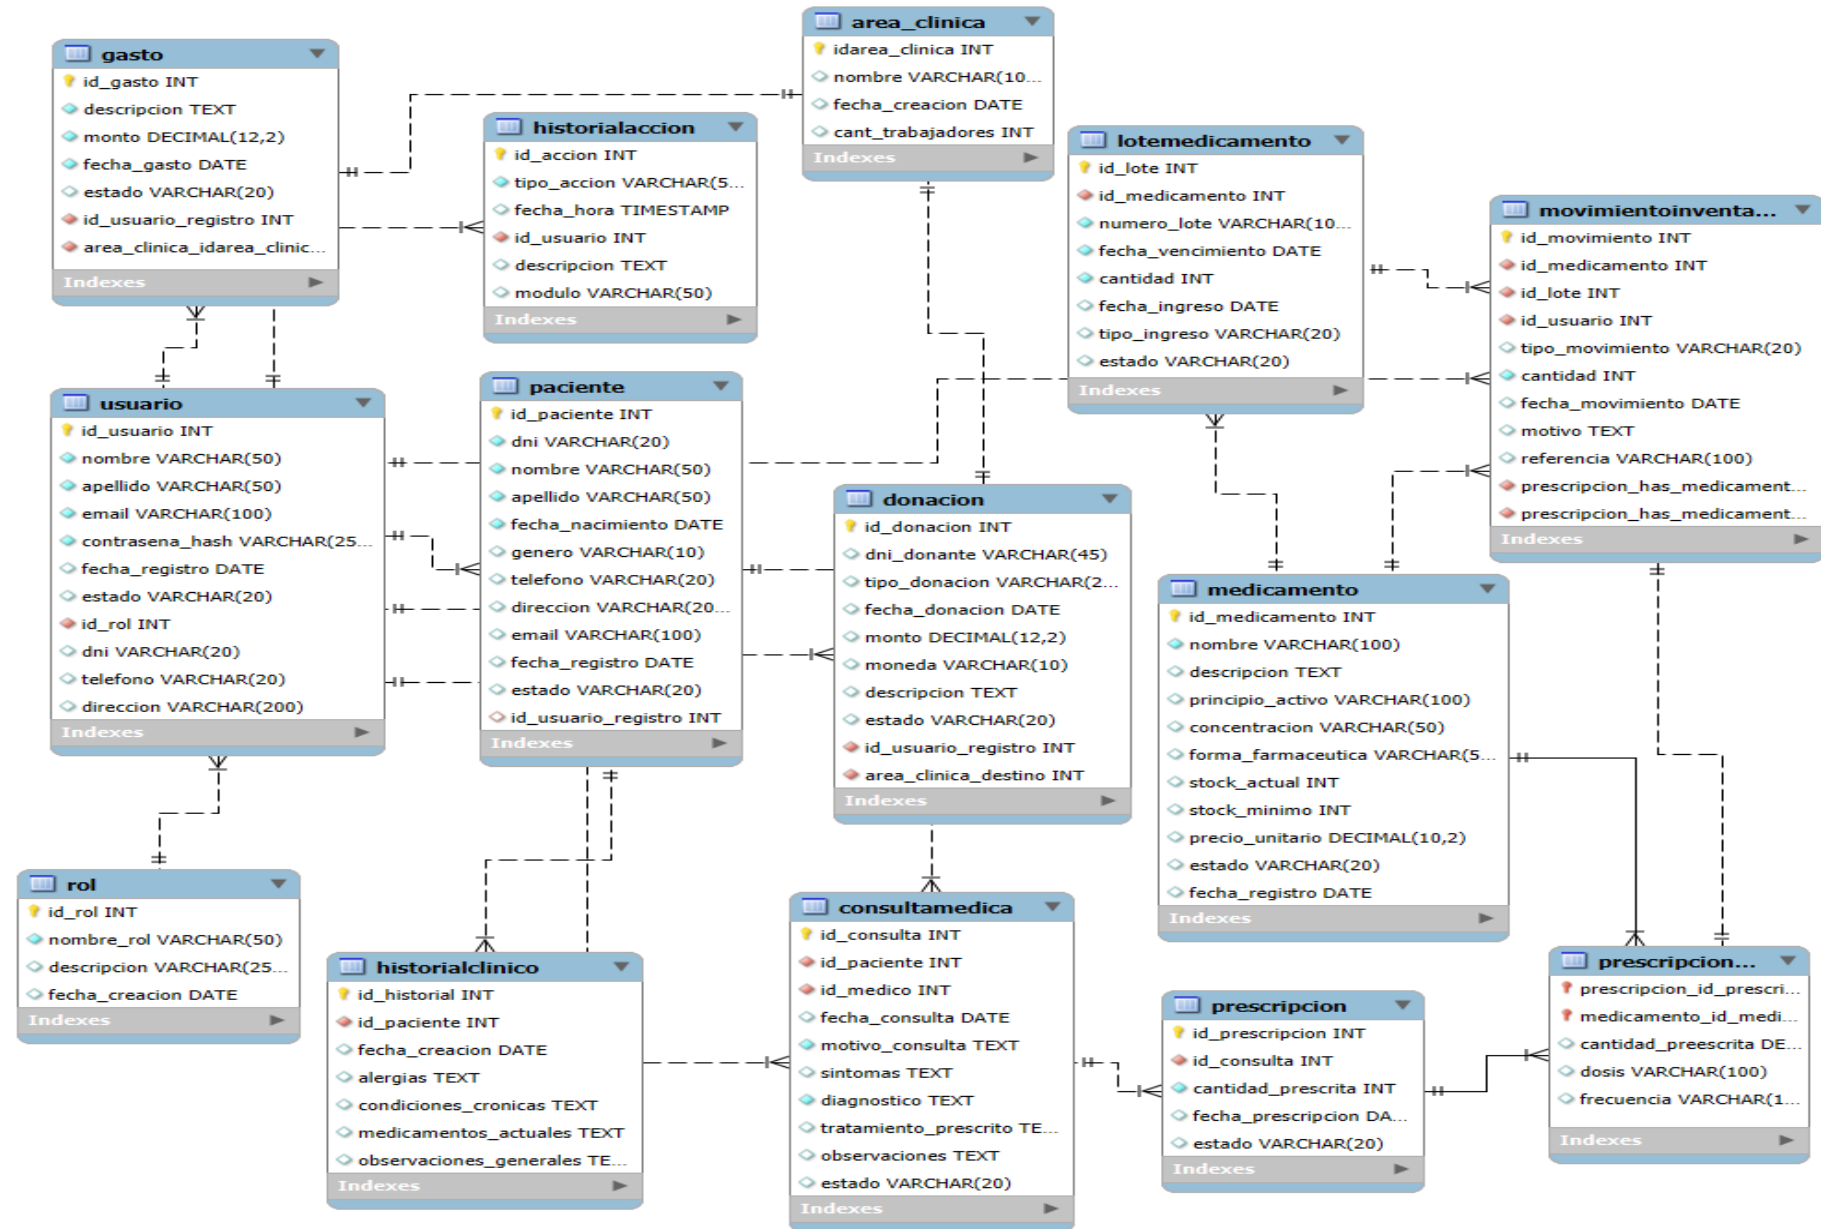 gasto
id_gasto INT
descripcion TEXT
monto DECIMAL(12,2)
fecha_gasto DATE
estado VARCHAR(20)
id_usuario_registro INT
area_clinica_idarea_clinic...
Indexes
area_clinica
idarea_clinica INT
nombre VARCHAR(10...
fecha_creacion DATE
cant_trabajadores INT
Indexes
historialaccion
id_accion INT
tipo_accion VARCHAR(5...
fecha_hora TIMESTAMP
id_usuario INT
descripcion TEXT
modulo VARCHAR(50)
Indexes
lotemedicamento
id_lote INT
id_medicamento INT
numero_lote VARCHAR(10...
fecha_vencimiento DATE
cantidad INT
fecha_ingreso DATE
tipo_ingreso VARCHAR(20)
estado VARCHAR(20)
Indexes
movimientoinventa...
id_movimiento INT
id_medicamento INT
id_lote INT
id_usuario INT
tipo_movimiento VARCHAR(20)
cantidad INT
fecha_movimiento DATE
motivo TEXT
referencia VARCHAR(100)
prescripcion_has_medicament...
prescripcion_has_medicament...
Indexes
usuario
id_usuario INT
nombre VARCHAR(50)
apellido VARCHAR(50)
email VARCHAR(100)
contrasena_hash VARCHAR(25...
fecha_registro DATE
estado VARCHAR(20)
id_rol INT
dni VARCHAR(20)
telefono VARCHAR(20)
direccion VARCHAR(200)
Indexes
paciente
id_paciente INT
dni VARCHAR(20)
nombre VARCHAR(50)
apellido VARCHAR(50)
fecha_nacimiento DATE
genero VARCHAR(10)
telefono VARCHAR(20)
direccion VARCHAR(20...
email VARCHAR(100)
fecha_registro DATE
estado VARCHAR(20)
id_usuario_registro INT
Indexes
donacion
id_donacion INT
dni_donante VARCHAR(45)
tipo_donacion VARCHAR(2...
fecha_donacion DATE
monto DECIMAL(12,2)
moneda VARCHAR(10)
descripcion TEXT
estado VARCHAR(20)
id_usuario_registro INT
area_clinica_destino INT
Indexes
medicamento
id_medicamento INT
nombre VARCHAR(100)
descripcion TEXT
principio_activo VARCHAR(100)
concentracion VARCHAR(50)
forma_farmaceutica VARCHAR(5...
stock_actual INT
stock_minimo INT
precio_unitario DECIMAL(10,2)
estado VARCHAR(20)
fecha_registro DATE
Indexes
rol
id_rol INT
nombre_rol VARCHAR(50)
descripcion VARCHAR(25...
fecha_creacion DATE
Indexes
historialclinico
id_historial INT
id_paciente INT
fecha_creacion DATE
alergias TEXT
condiciones_cronicas TEXT
medicamentos_actuales TEXT
observaciones_generales TE...
Indexes
consultamedica
id_consulta INT
id_paciente INT
id_medico INT
fecha_consulta DATE
motivo_consulta TEXT
sintomas TEXT
diagnostico TEXT
tratamiento_prescrito TE...
observaciones TEXT
estado VARCHAR(20)
Indexes
prescripcion
id_prescripcion INT
id_consulta INT
cantidad_prescrita INT
fecha_prescripcion DA...
estado VARCHAR(20)
Indexes
prescripcion...
prescripcion_id_prescri...
medicamento_id_medi...
cantidad_preescrita DE...
dosis VARCHAR(100)
frecuencia VARCHAR(1...
Indexes